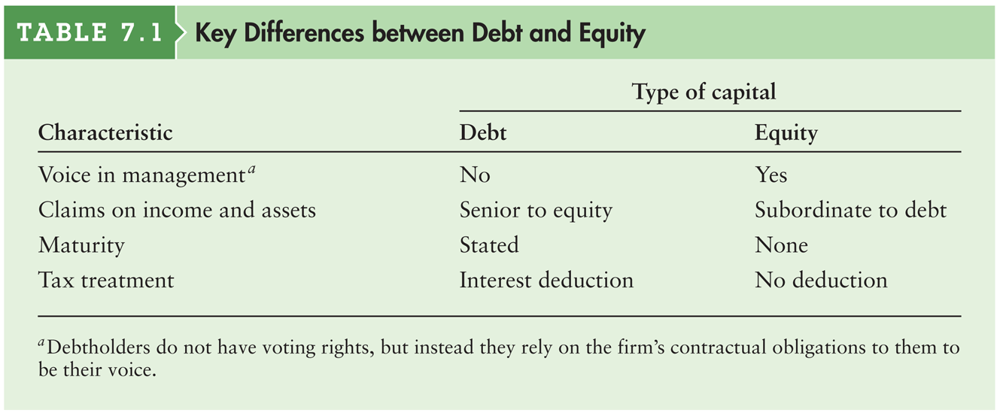 TABLE 7.1 Key Differences between Debt and Equity
Type of capital
Characteristic Debt Equity
Voice in managementᵃ No Yes
Claims on income and assets Senior to equity Subordinate to debt
Maturity Stated None
Tax treatment Interest deduction No deduction
ᵃDebtholders do not have voting rights, but instead they rely on the firm’s contractual obligations to them to
be their voice.